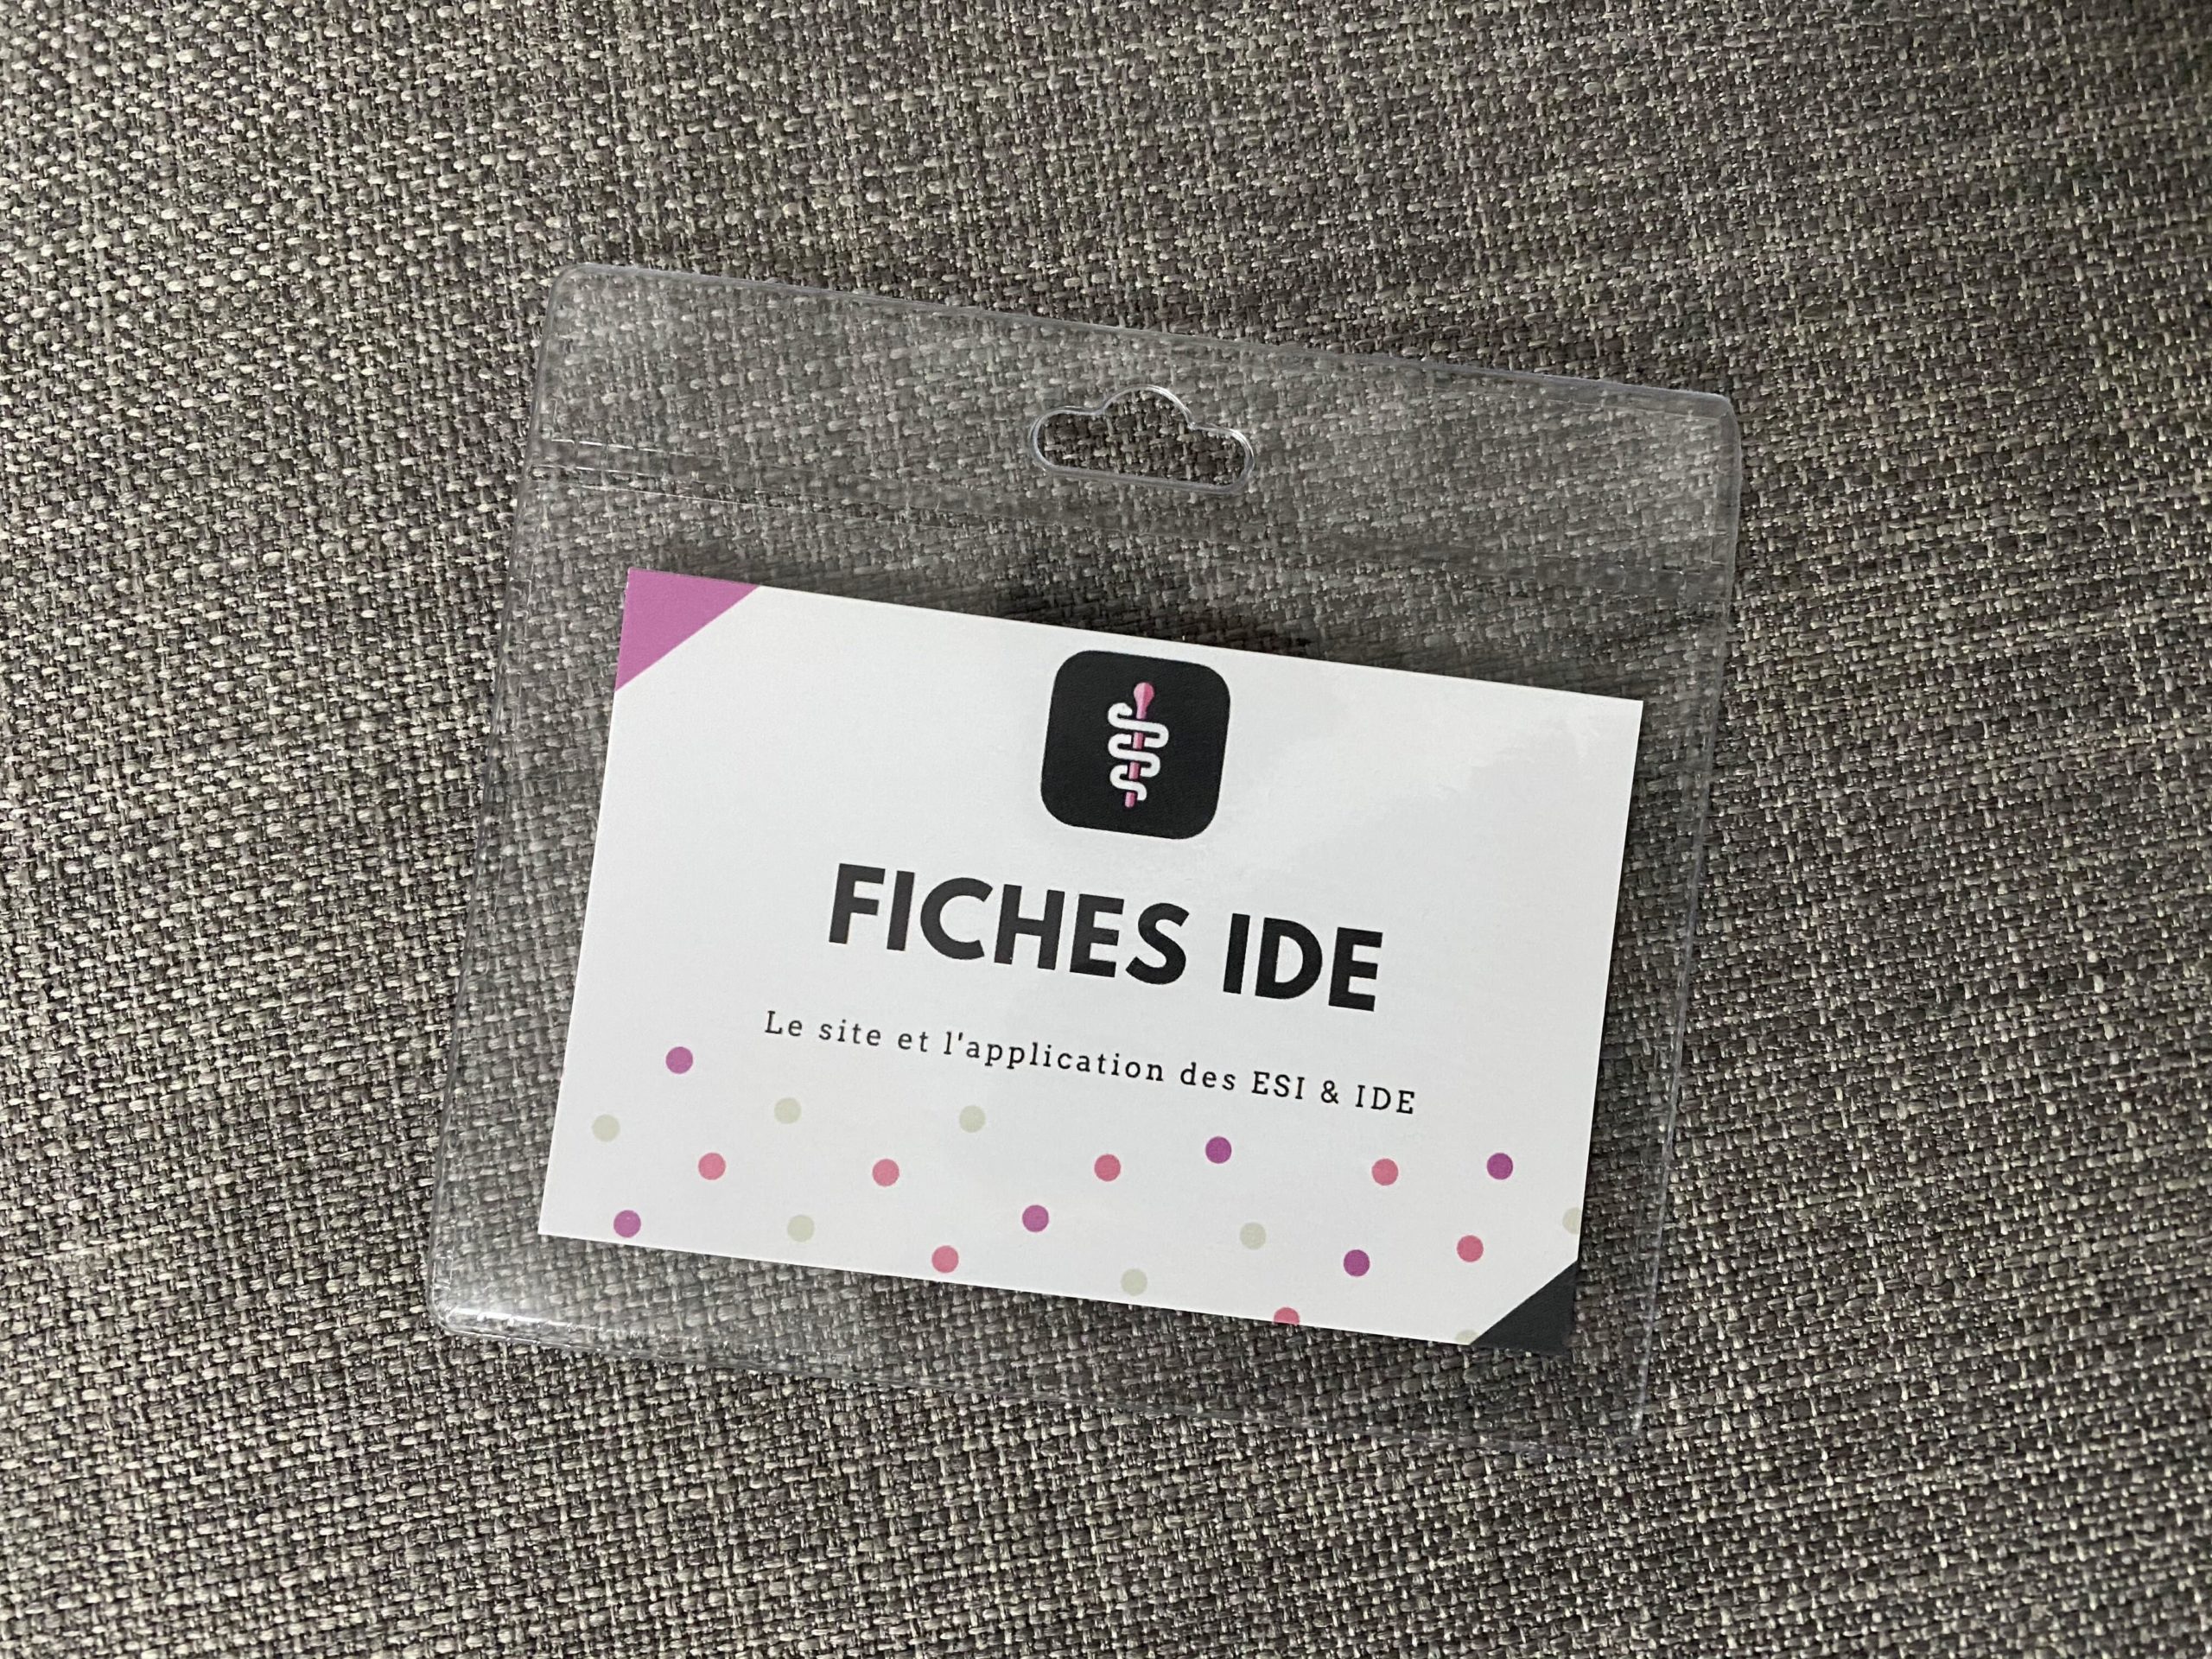 FICHES IDE
Le site et l'application des ESI & IDE